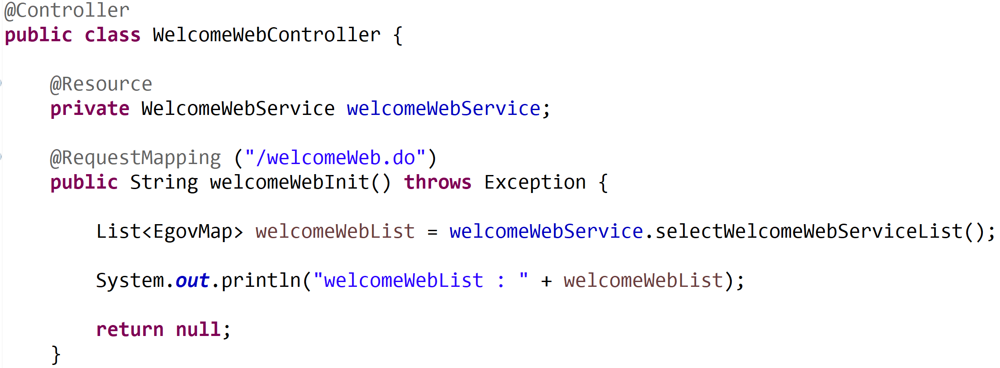 @Controller
public class WelcomeWebController {
@Resource
private WelcomeWebService welcomeWebService;
@RequestMapping ("/welcomeWeb.do")
public String welcomeWebInit() throws Exception {
List<EgovMap> welcomeWebList = welcomeWebService.selectWelcomeWebServiceList();
System.out.println("welcomeWebList : " + welcomeWebList);
return null;
}